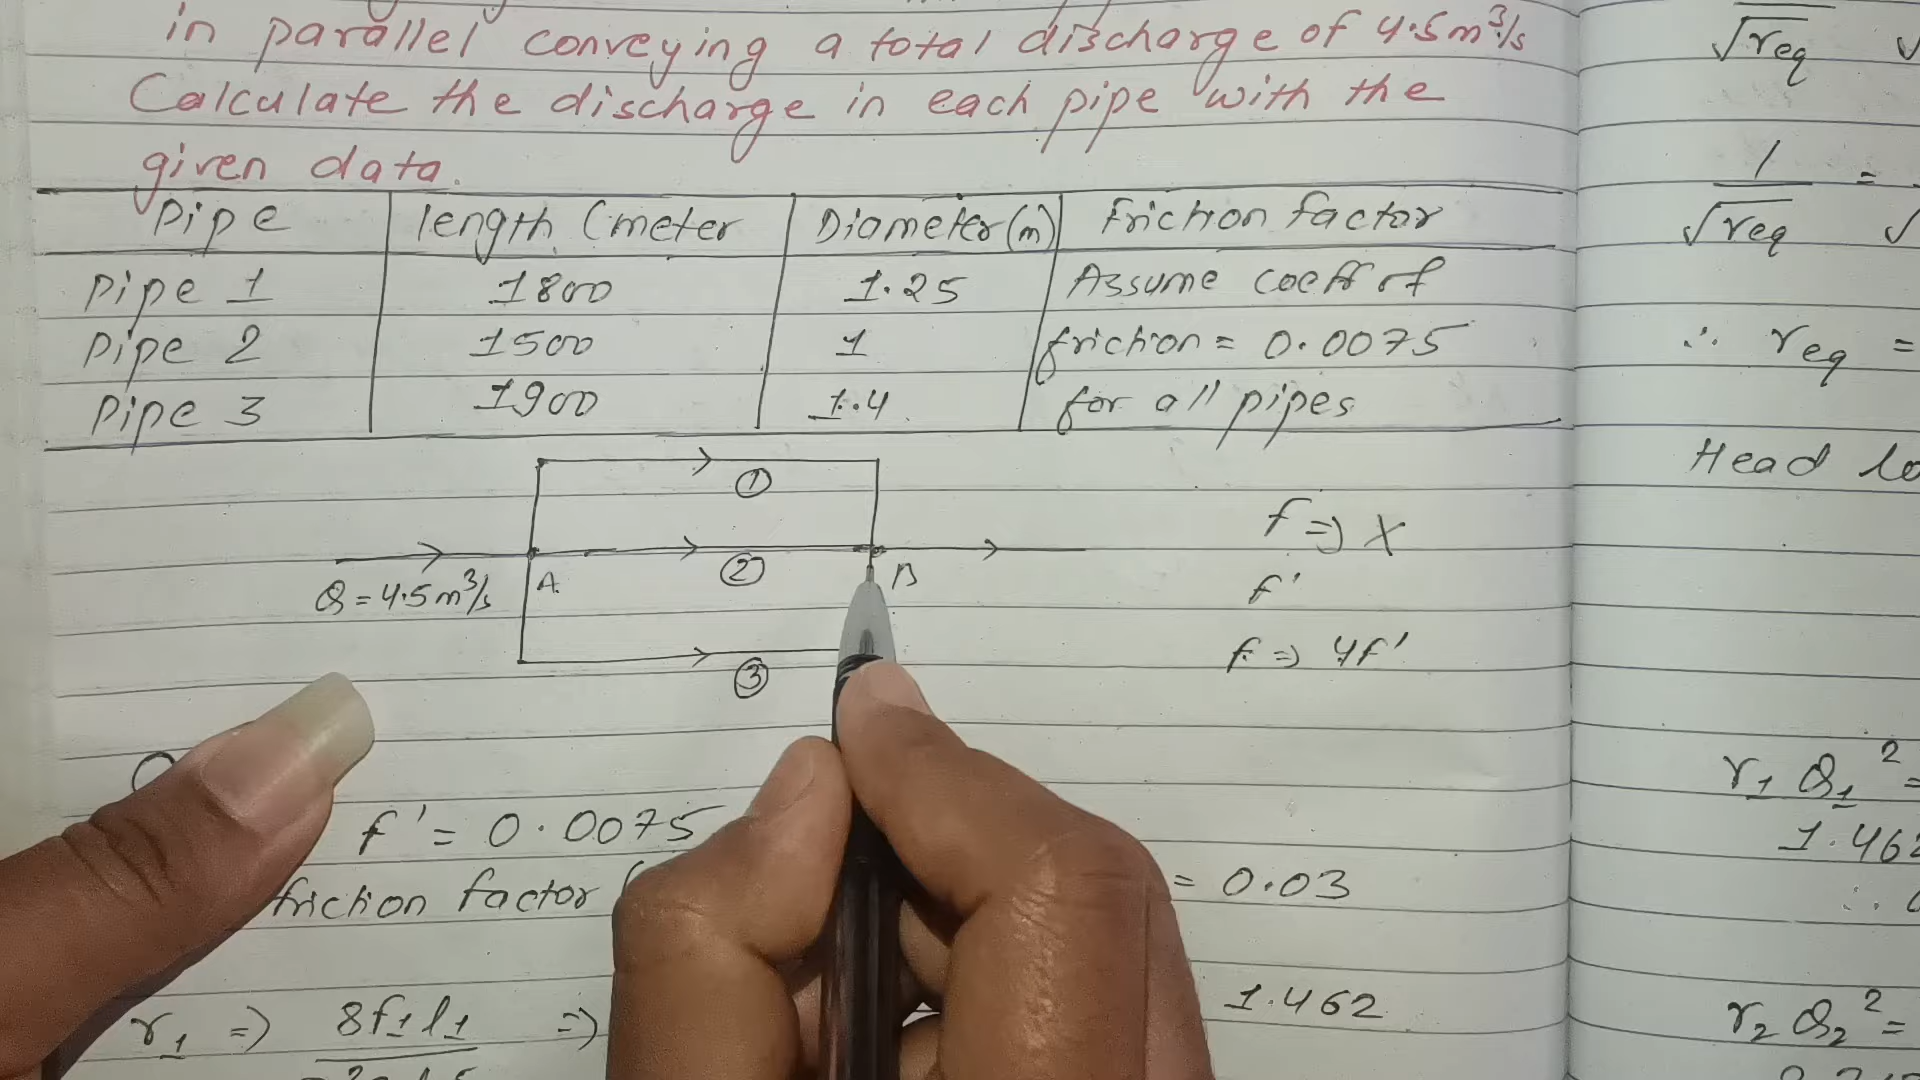 in parallel conveying a total discharge of 4.5m³/s
Calculate the discharge in each pipe with the
given data.
Pipe length (meter Diameter(m) Friction factor
Pipe 1 1800 1.25 Assume coeff of
Pipe 2 1500 1 friction = 0.0075
Pipe 3 1900 1.4 for all pipes
①
②
③
Q = 4.5m³/s
A
B
f => X
f'
f => 4f'
f' = 0.0075
friction factor ( = 0.03
r₁ => 8f₁l₁ => 1.462
√req
1 =
√req
∴ req =
Head lo
r₁ Q₁² =
1.462
r₂ Q₂² =